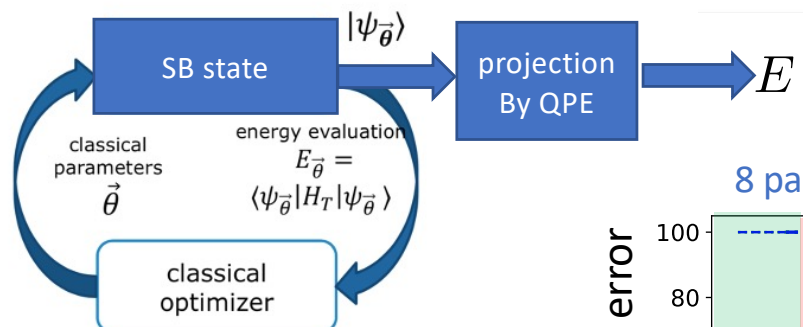 |ψ_θ⃗⟩
SB state
projection
By QPE
E
classical
parameters
θ⃗
energy evaluation
E_θ⃗ =
⟨ψ_θ⃗|H_T|ψ_θ⃗ ⟩
classical
optimizer
8 pa
error
100
80